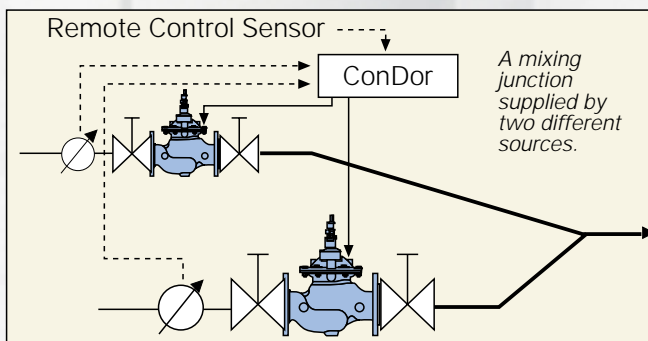 Remote Control Sensor
ConDor
A mixing
junction
supplied by
two different
sources.